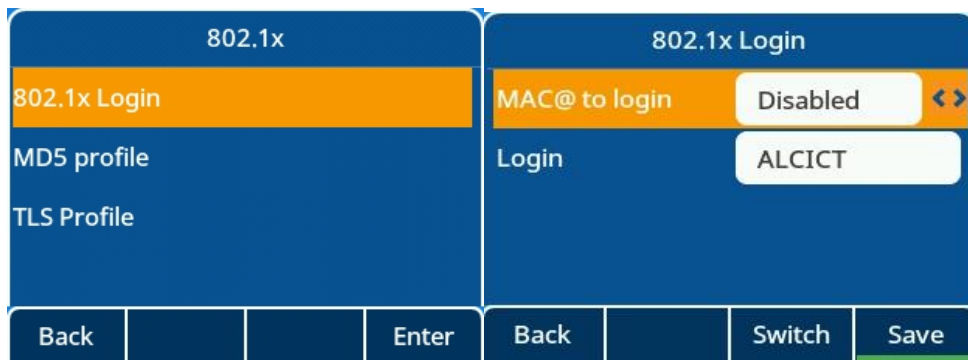 802.1x
802.1x Login
MD5 profile
TLS Profile
Back Enter
802.1x Login
MAC@ to login Disabled < >
Login ALCICT
Back Switch Save